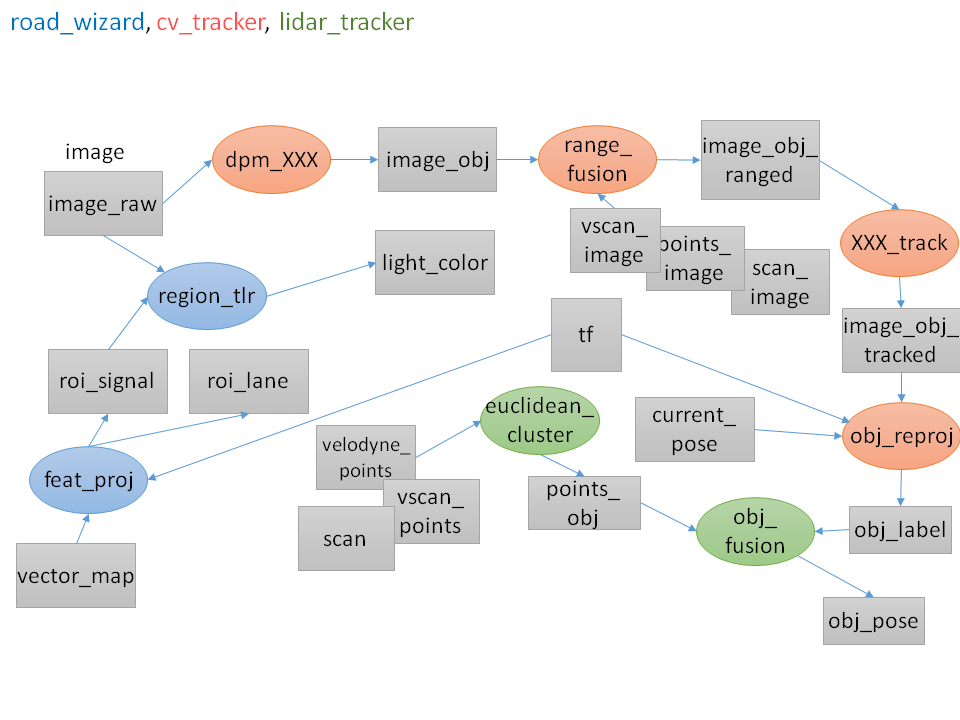 road_wizard, cv_tracker, lidar_tracker
image
image_raw
dpm_XXX
image_obj
range_
fusion
image_obj_
ranged
vscan_
image
points_
image
scan_
image
XXX_track
region_tlr
light_color
image_obj_
tracked
tf
roi_signal
roi_lane
euclidean_
cluster
current_
pose
obj_reproj
velodyne_
points
feat_proj
vscan_
points
scan
points_
obj
obj_
fusion
obj_label
vector_map
obj_pose